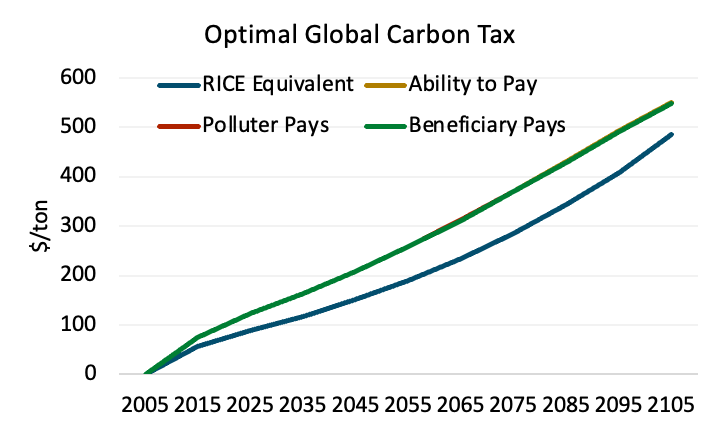 Optimal Global Carbon Tax
600
RICE Equivalent
Ability to Pay
500
Polluter Pays
Beneficiary Pays
400
300
200
100
0
$/ton
2005 2015 2025 2035 2045 2055 2065 2075 2085 2095 2105